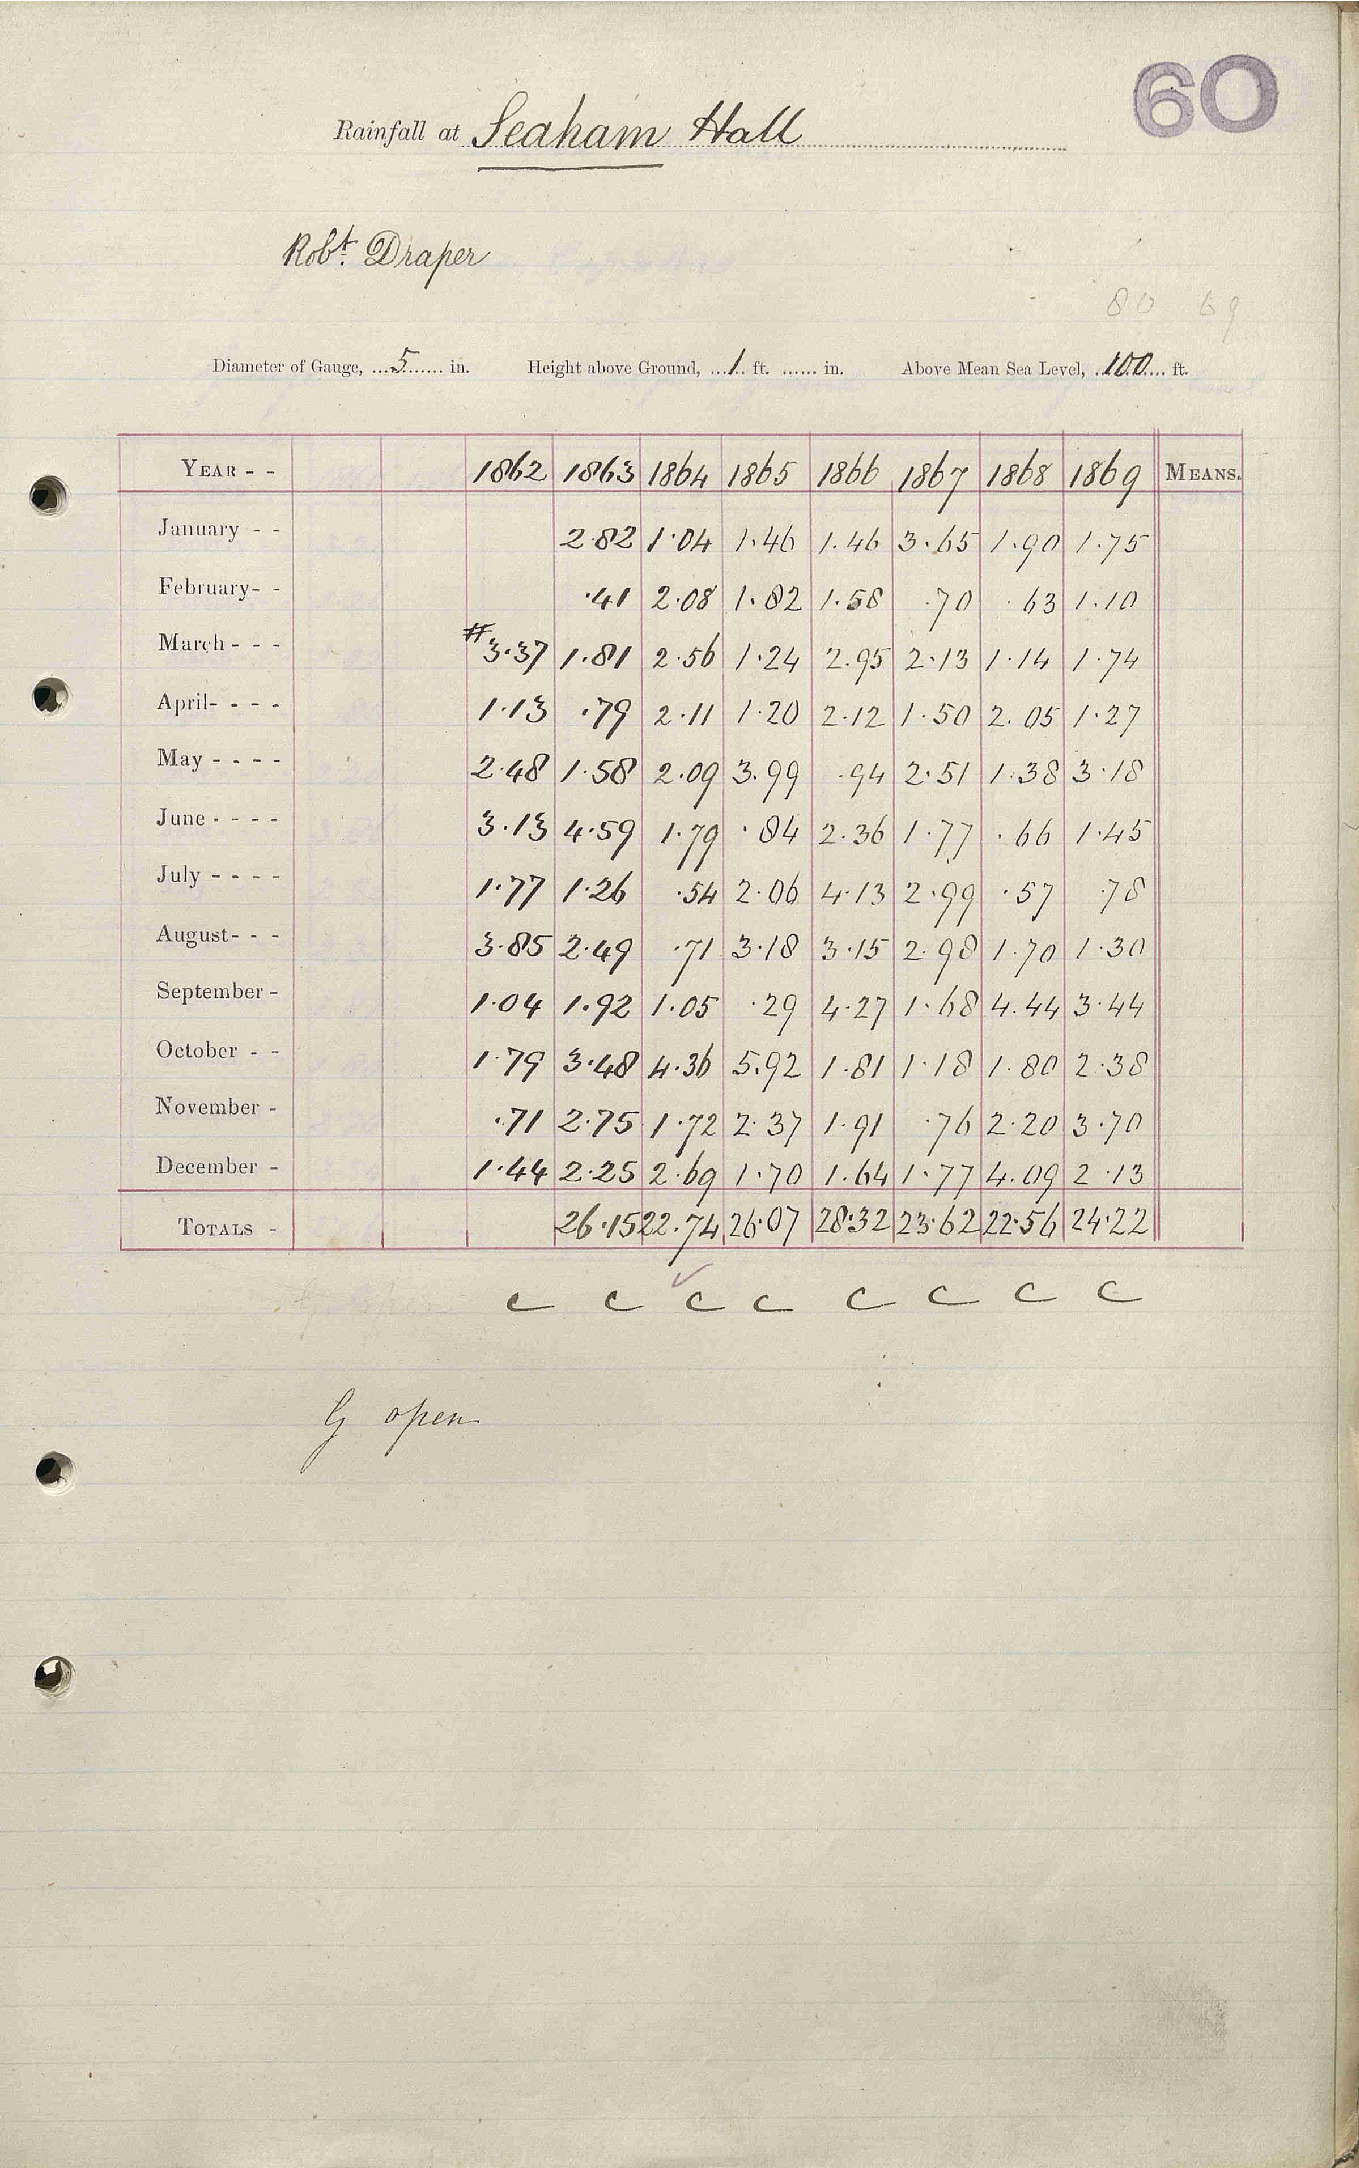 60
Rainfall at Seaham Hall
Robt. Draper
80 69
Diameter of Gauge, ...5...... in. Height above Ground, ...1.. ft. ...... in. Above Mean Sea Level, ..100.... ft.
YEAR - - 1862 1863 1864 1865 1866 1867 1868 1869 MEANS.
January - - 2.82 1.04 1.46 1.46 3.65 1.90 1.75
February - - .41 2.08 1.82 1.58 .70 .63 1.10
March - - - #3.37 1.81 2.56 1.24 2.95 2.13 1.14 1.74
April - - - - 1.13 .79 2.11 1.20 2.12 1.50 2.05 1.27
May - - - - 2.48 1.58 2.09 3.99 .94 2.51 1.38 3.18
June - - - - 3.13 4.59 1.79 .84 2.36 1.77 .66 1.45
July - - - - 1.77 1.26 .54 2.06 4.13 2.99 .57 .78
August - - - 3.85 2.49 .71 3.18 3.15 2.98 1.70 1.30
September - 1.04 1.92 1.05 .29 4.27 1.68 4.44 3.44
October - - 1.79 3.48 4.36 5.92 1.81 1.18 1.80 2.38
November - .71 2.75 1.72 2.37 1.91 .76 2.20 3.70
December - 1.44 2.25 2.69 1.70 1.64 1.77 4.09 2.13
TOTALS - 26.15 22.74 26.07 28.32 23.62 22.56 24.22
C C C C C C C C
G open